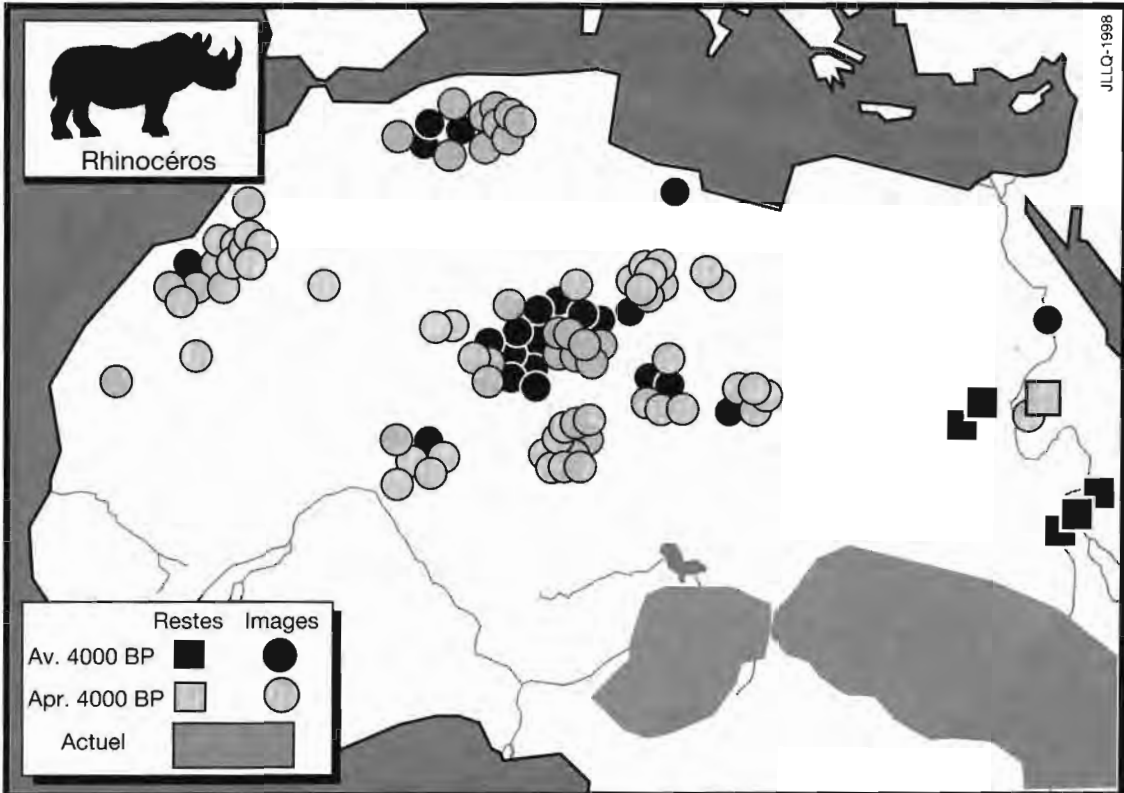 JLLQ-1998
Rhinocéros
Restes Images
Av. 4000 BP
Apr. 4000 BP
Actuel